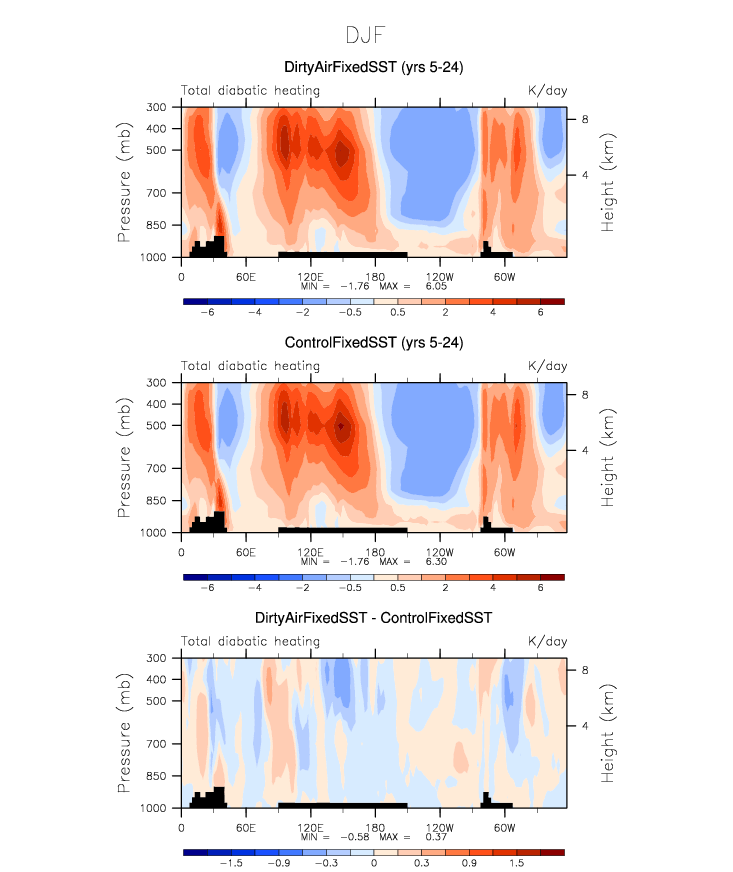 DJF
DirtyAirFixedSST (yrs 5-24)
Total diabatic heating K/day
300
400
500
700
850
1000
Pressure (mb)
8
4
Height (km)
0 60E 120E 180 120W 60W
MIN = -1.76 MAX = 6.05
-6 -4 -2 -0.5 0.5 2 4 6
ControlFixedSST (yrs 5-24)
Total diabatic heating K/day
300
400
500
700
850
1000
Pressure (mb)
8
4
Height (km)
0 60E 120E 180 120W 60W
MIN = -1.76 MAX = 6.30
-6 -4 -2 -0.5 0.5 2 4 6
DirtyAirFixedSST - ControlFixedSST
Total diabatic heating K/day
300
400
500
700
850
1000
Pressure (mb)
8
4
Height (km)
0 60E 120E 180 120W 60W
MIN = -0.58 MAX = 0.37
-1.5 -0.9 -0.3 0 0.3 0.9 1.5